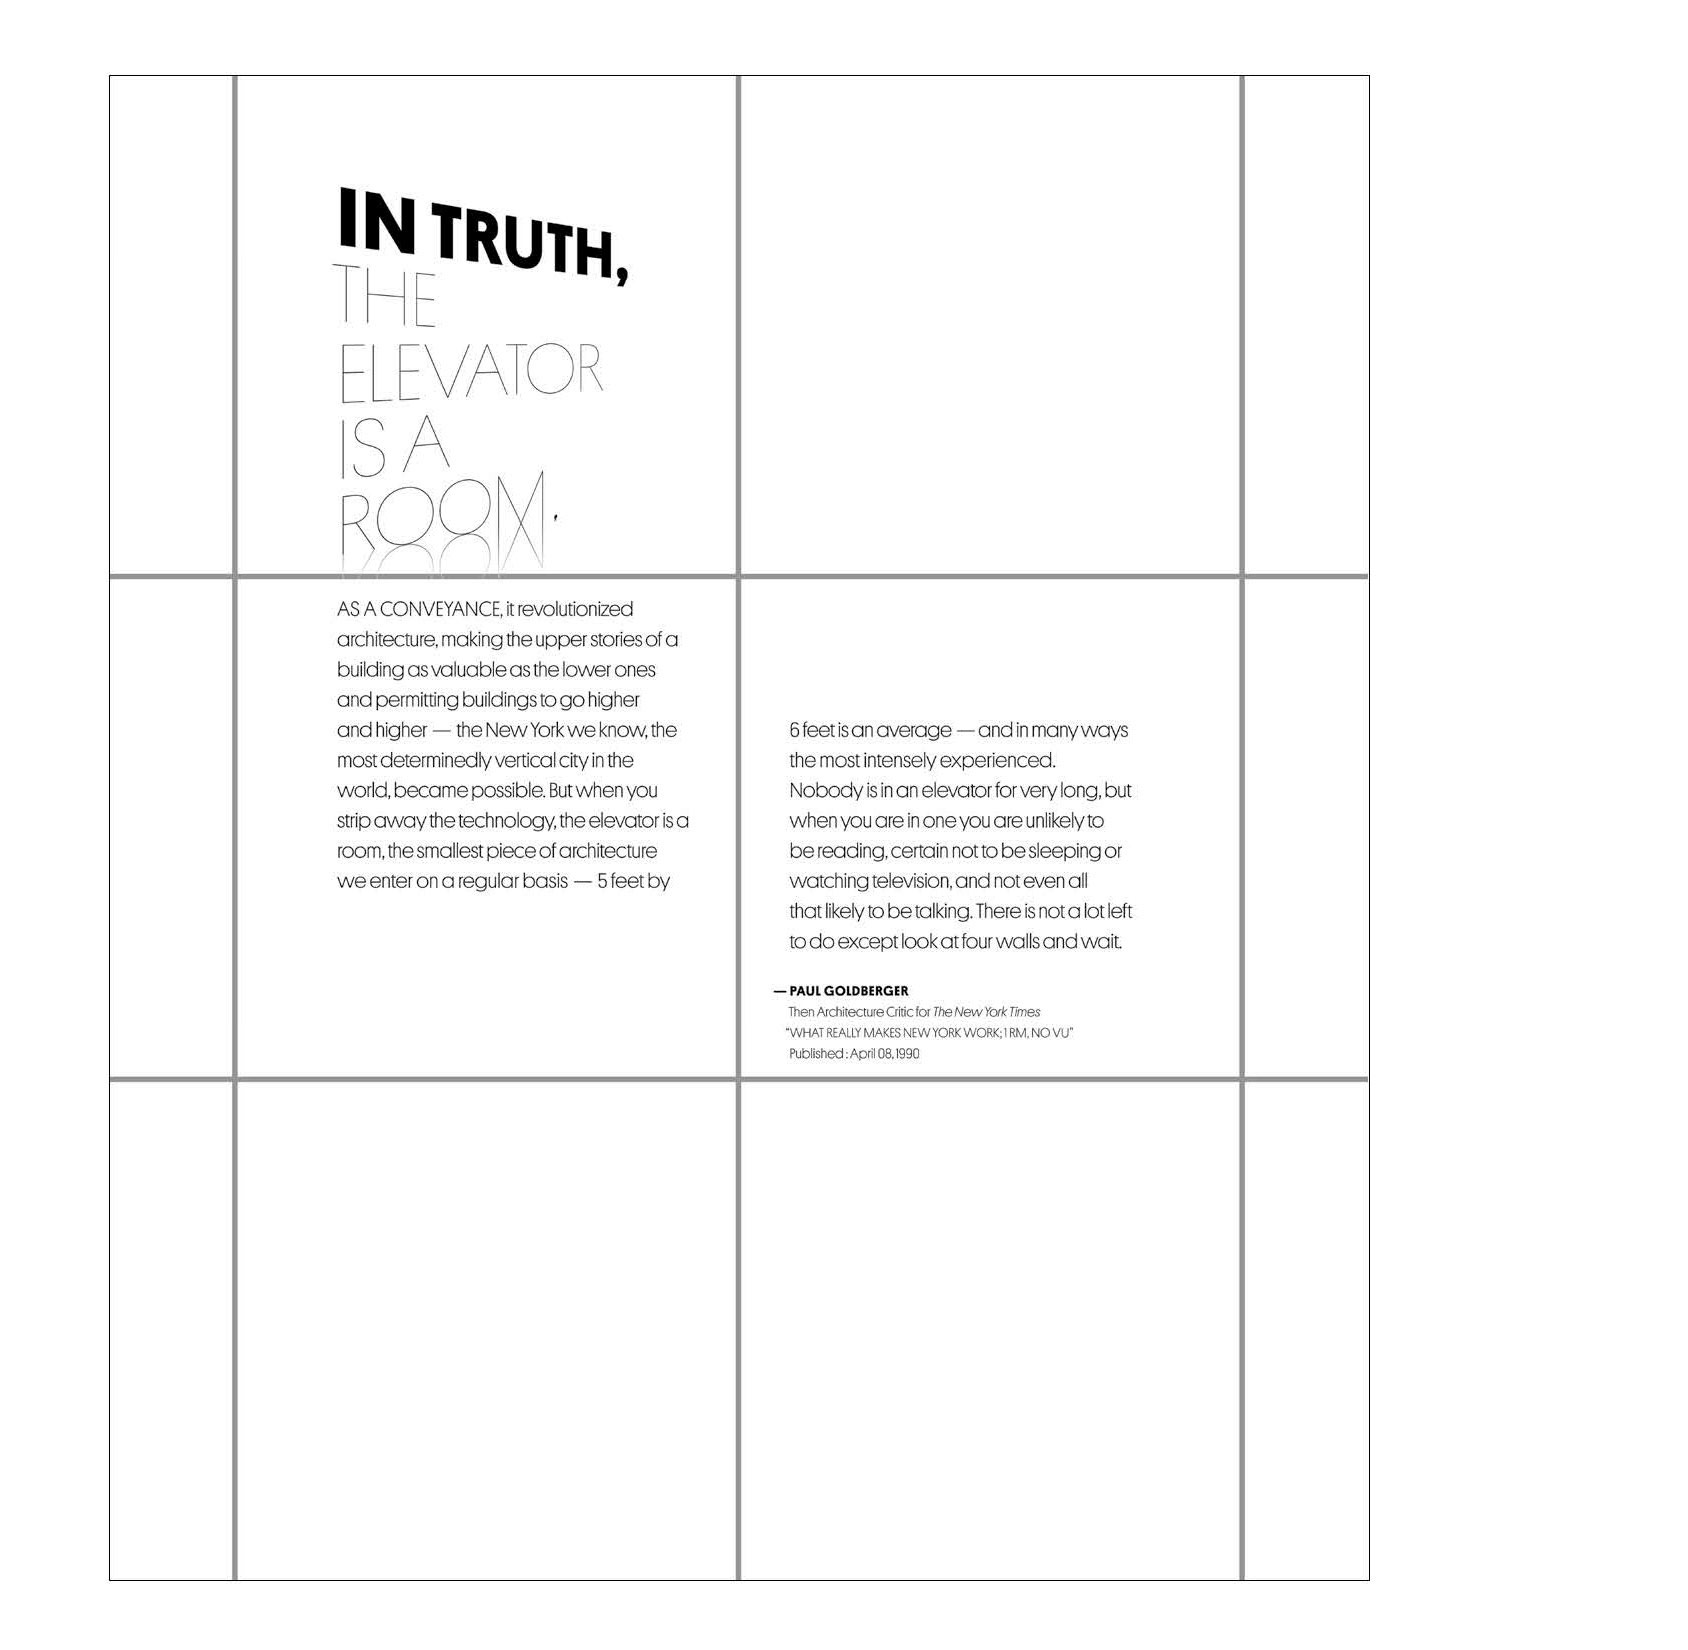 IN TRUTH,
THE
ELEVATOR
IS A
ROOM.
AS A CONVEYANCE, it revolutionized
architecture, making the upper stories of a
building as valuable as the lower ones
and permitting buildings to go higher
and higher — the New York we know, the
most determinedly vertical city in the
world, became possible. But when you
strip away the technology, the elevator is a
room, the smallest piece of architecture
we enter on a regular basis — 5 feet by
6 feet is an average — and in many ways
the most intensely experienced.
Nobody is in an elevator for very long, but
when you are in one you are unlikely to
be reading, certain not to be sleeping or
watching television, and not even all
that likely to be talking. There is not a lot left
to do except look at four walls and wait.
— PAUL GOLDBERGER
Then Architecture Critic for The New York Times
“WHAT REALLY MAKES NEW YORK WORK; 1 RM, NO VU”
Published : April 08, 1990